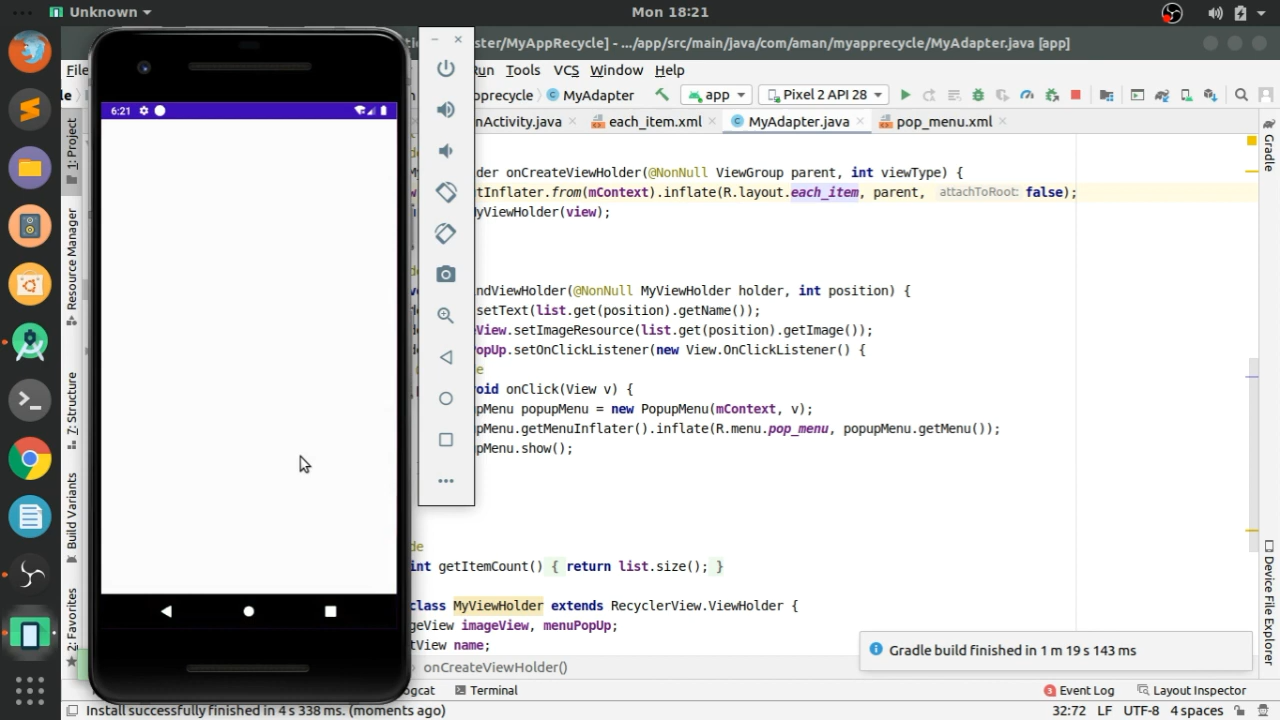 Unknown
Mon 18:21
ster/MyAppRecycle] - .../app/src/main/java/com/aman/myapprecycle/MyAdapter.java [app]
File
Run Tools VCS Window Help
pprecycle MyAdapter
app
Pixel 2 API 28
nActivity.java
each_item.xml
MyAdapter.java
pop_menu.xml
6:21
1: Project
Resource Manager
7: Structure
Build Variants
2: Favorites
Gradle
Device File Explorer
lder onCreateViewHolder(@NonNull ViewGroup parent, int viewType) {
tInflater.from(mContext).inflate(R.layout.each_item, parent, attachToRoot: false);
MyViewHolder(view);
ndViewHolder(@NonNull MyViewHolder holder, int position) {
setText(list.get(position).getName());
View.setImageResource(list.get(position).getImage());
PopUp.setOnClickListener(new View.OnClickListener() {
e
oid onClick(View v) {
pMenu popupMenu = new PopupMenu(mContext, v);
pMenu.getMenuInflater().inflate(R.menu.pop_menu, popupMenu.getMenu());
pMenu.show();
de
int getItemCount() { return list.size(); }
class MyViewHolder extends RecyclerView.ViewHolder {
geView imageView, menuPopUp;
tView name;
onCreateViewHolder()
Gradle build finished in 1 m 19 s 143 ms
ogcat
Terminal
3 Event Log
Layout Inspector
Install successfully finished in 4 s 338 ms. (moments ago)
32:72 LF UTF-8 4 spaces